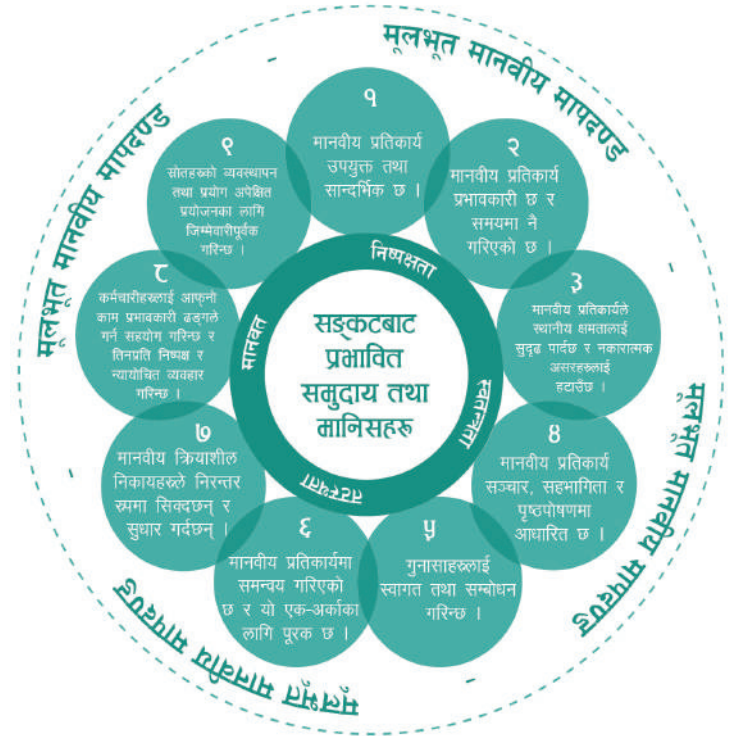 मूलभूत मानवीय मापदण्ड
मूलभूत मानवीय मापदण्ड
मूलभूत मानवीय मापदण्ड
मूलभूत मानवीय मापदण्ड
१
मानवीय प्रतिकार्य
उपयुक्त तथा
सान्दर्भिक छ ।
२
मानवीय प्रतिकार्य
प्रभावकारी छ र
समयमा नै
गरिएको छ ।
३
मानवीय प्रतिकार्यले
स्थानीय क्षमतालाई
सुदृढ पार्दछ र नकारात्मक
असरहरुलाई
हटाउँछ ।
४
मानवीय प्रतिकार्य
सञ्चार, सहभागिता र
पृष्ठपोषणमा
आधारित छ ।
५
गुनासाहरुलाई
स्वागत तथा सम्बोधन
गरिन्छ ।
६
मानवीय प्रतिकार्यमा
समन्वय गरिएको
छ र यो एक-अर्काका
लागि पूरक छ ।
७
मानवीय क्रियाशील
निकायहरुले निरन्तर
रुपमा सिक्दछन् र
सुधार गर्दछन् ।
८
कर्मचारीहरुलाई आफ्नो
काम प्रभावकारी ढङ्गले
गर्न सहयोग गरिन्छ र
तिनप्रति निष्पक्ष र
न्यायोचित व्यवहार
गरिन्छ ।
९
स्रोतहरुको व्यवस्थापन
तथा प्रयोग अपेक्षित
प्रयोजनका लागि
जिम्मेवारीपूर्वक
गरिन्छ ।
निष्पक्षता
स्वतन्त्रता
तटस्थता
मानवत
सङ्कटबाट
प्रभावित
समुदाय तथा
मानिसहरू